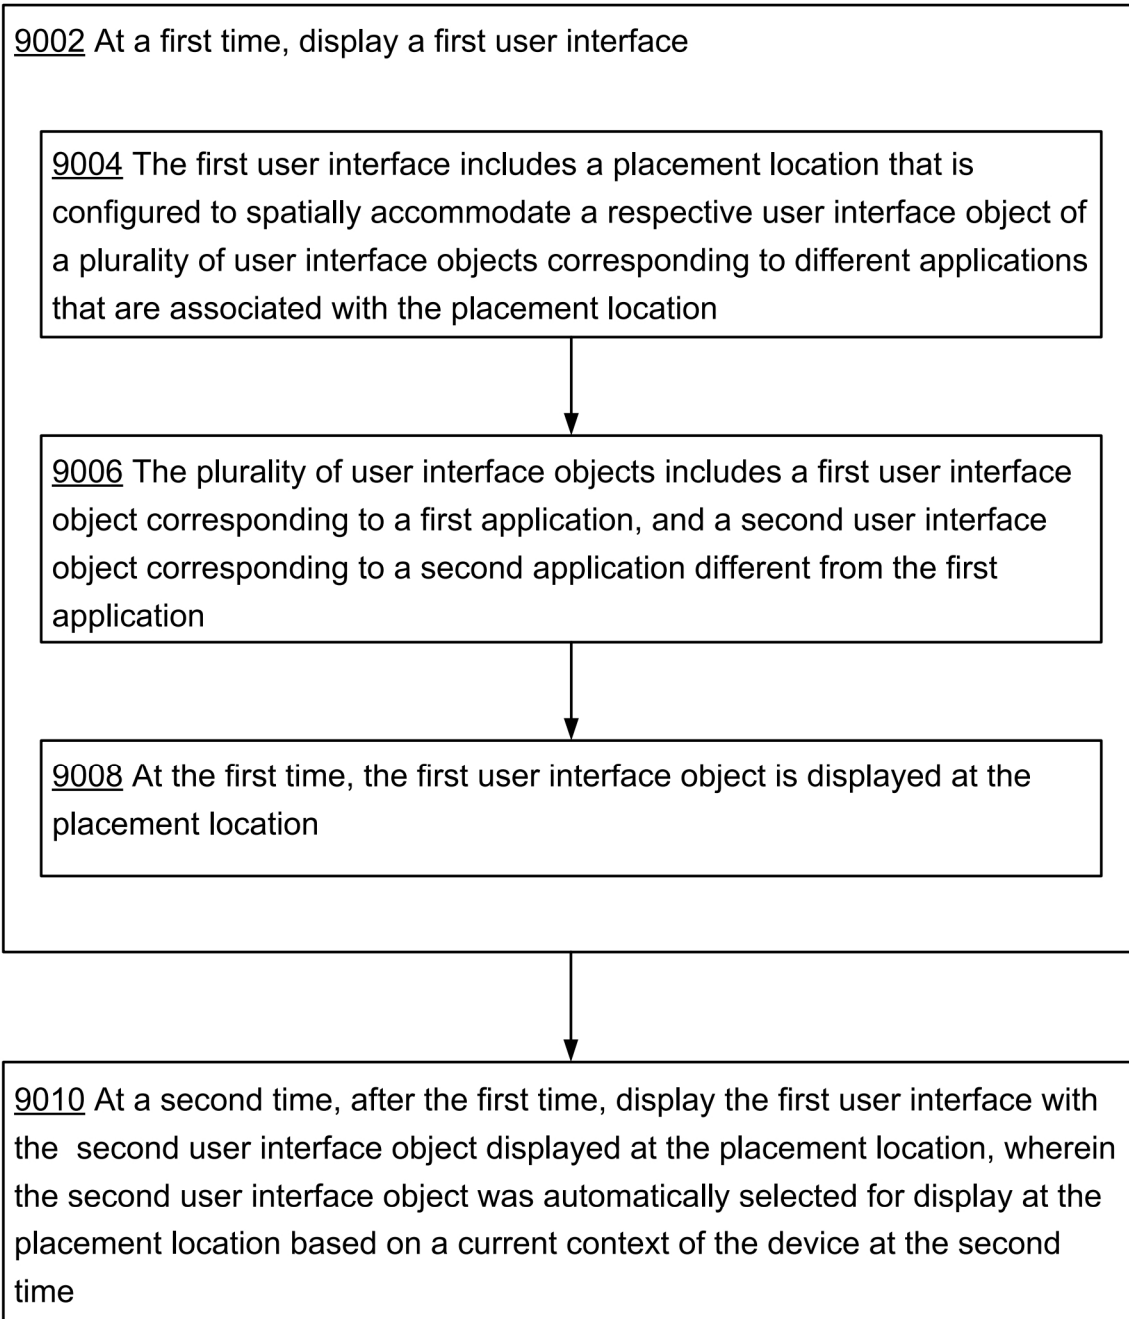 9002 At a first time, display a first user interface
9004 The first user interface includes a placement location that is
configured to spatially accommodate a respective user interface object of
a plurality of user interface objects corresponding to different applications
that are associated with the placement location
9006 The plurality of user interface objects includes a first user interface
object corresponding to a first application, and a second user interface
object corresponding to a second application different from the first
application
9008 At the first time, the first user interface object is displayed at the
placement location
9010 At a second time, after the first time, display the first user interface with
the  second user interface object displayed at the placement location, wherein
the second user interface object was automatically selected for display at the
placement location based on a current context of the device at the second
time